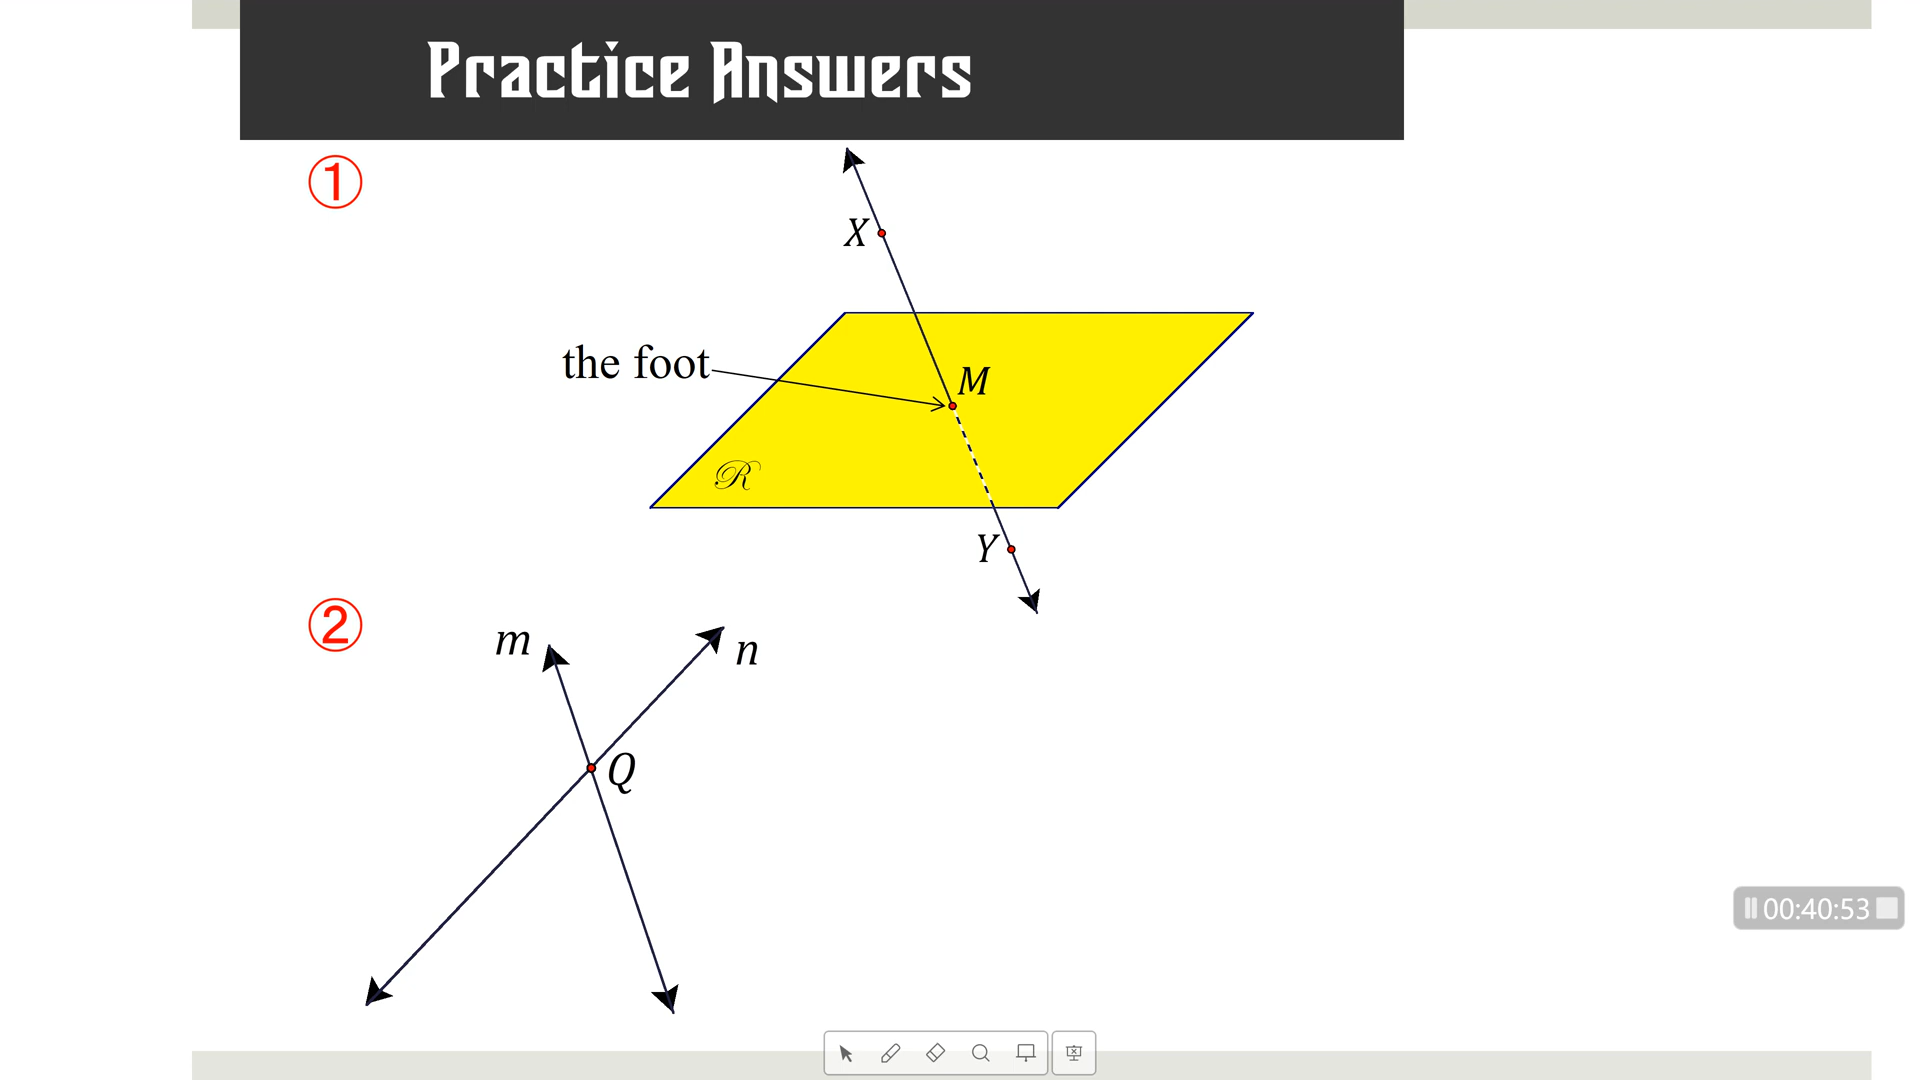 Practice Answers
①
X
the foot
M
ℛ
Y
②
m
n
Q
00:40:53